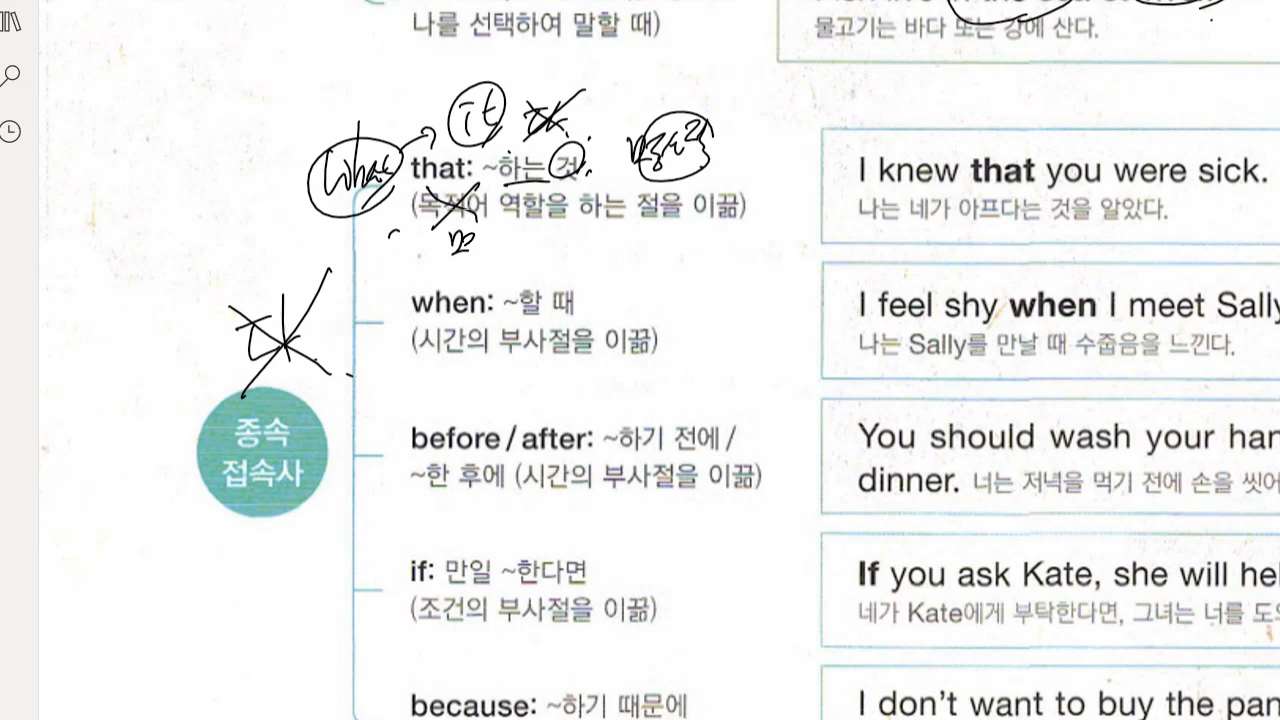 나를 선택하여 말할 때)
물고기는 바다 또는 강에 산다.
it
what
that: ~하는 것
(목적어 역할을 하는 절을 이끎)
I knew that you were sick.
나는 네가 아프다는 것을 알았다.
when: ~할 때
(시간의 부사절을 이끎)
I feel shy when I meet Sally
나는 Sally를 만날 때 수줍음을 느낀다.
종속
접속사
before / after: ~하기 전에 /
~한 후에 (시간의 부사절을 이끎)
You should wash your han
dinner. 너는 저녁을 먹기 전에 손을 씻어
if: 만일 ~한다면
(조건의 부사절을 이끎)
If you ask Kate, she will hel
네가 Kate에게 부탁한다면, 그녀는 너를 도
because: ~하기 때문에
I don't want to buy the pan